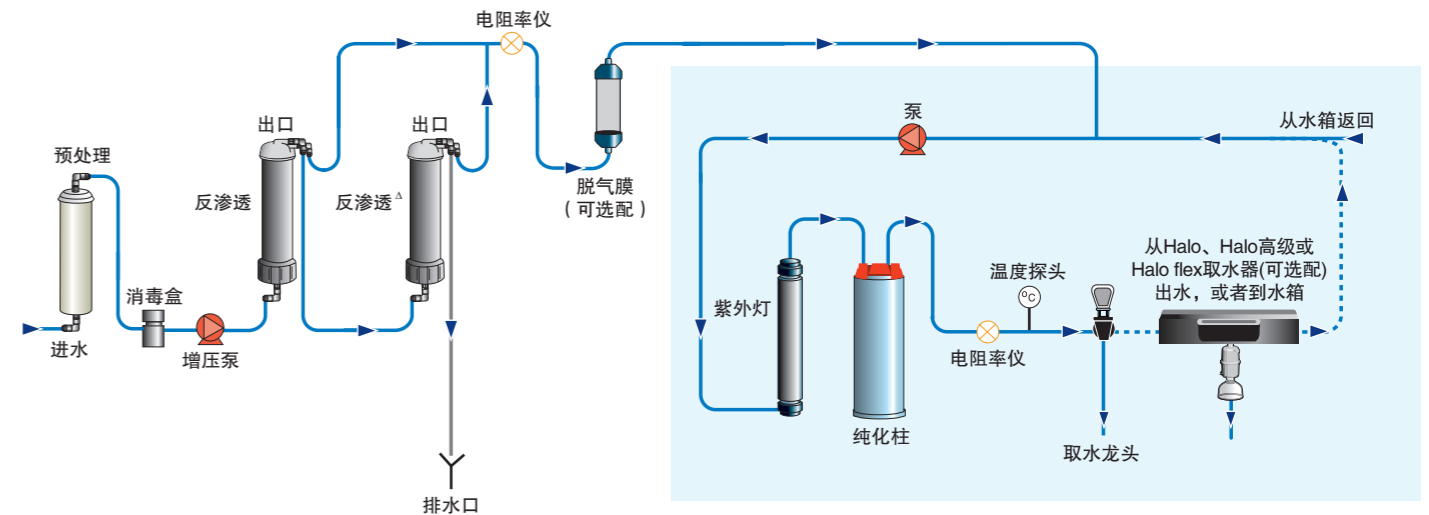 电阻率仪
出口
出口
泵
从水箱返回
预处理
脱气膜
（可选配）
反渗透
反渗透Δ
从Halo、Halo高级或
Halo flex取水器(可选配)
出水，或者到水箱
温度探头
°C
消毒盒
紫外灯
进水
增压泵
电阻率仪
纯化柱
取水龙头
排水口